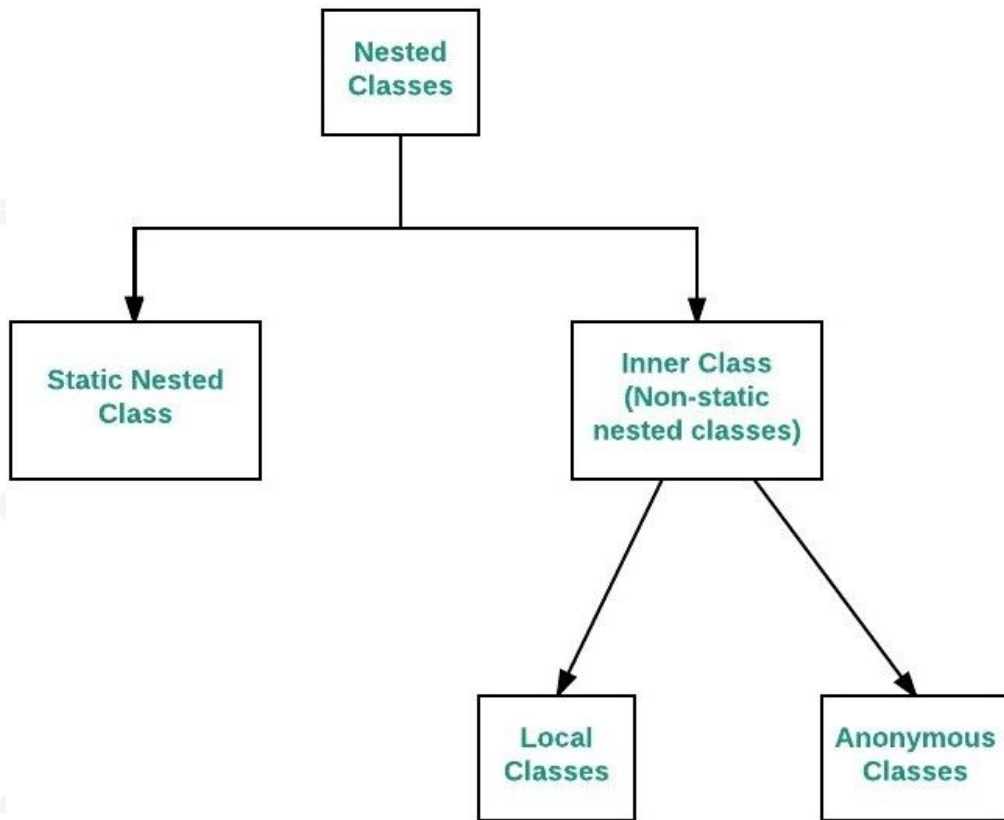 Nested
Classes
Static Nested
Class
Inner Class
(Non-static
nested classes)
Local
Classes
Anonymous
Classes